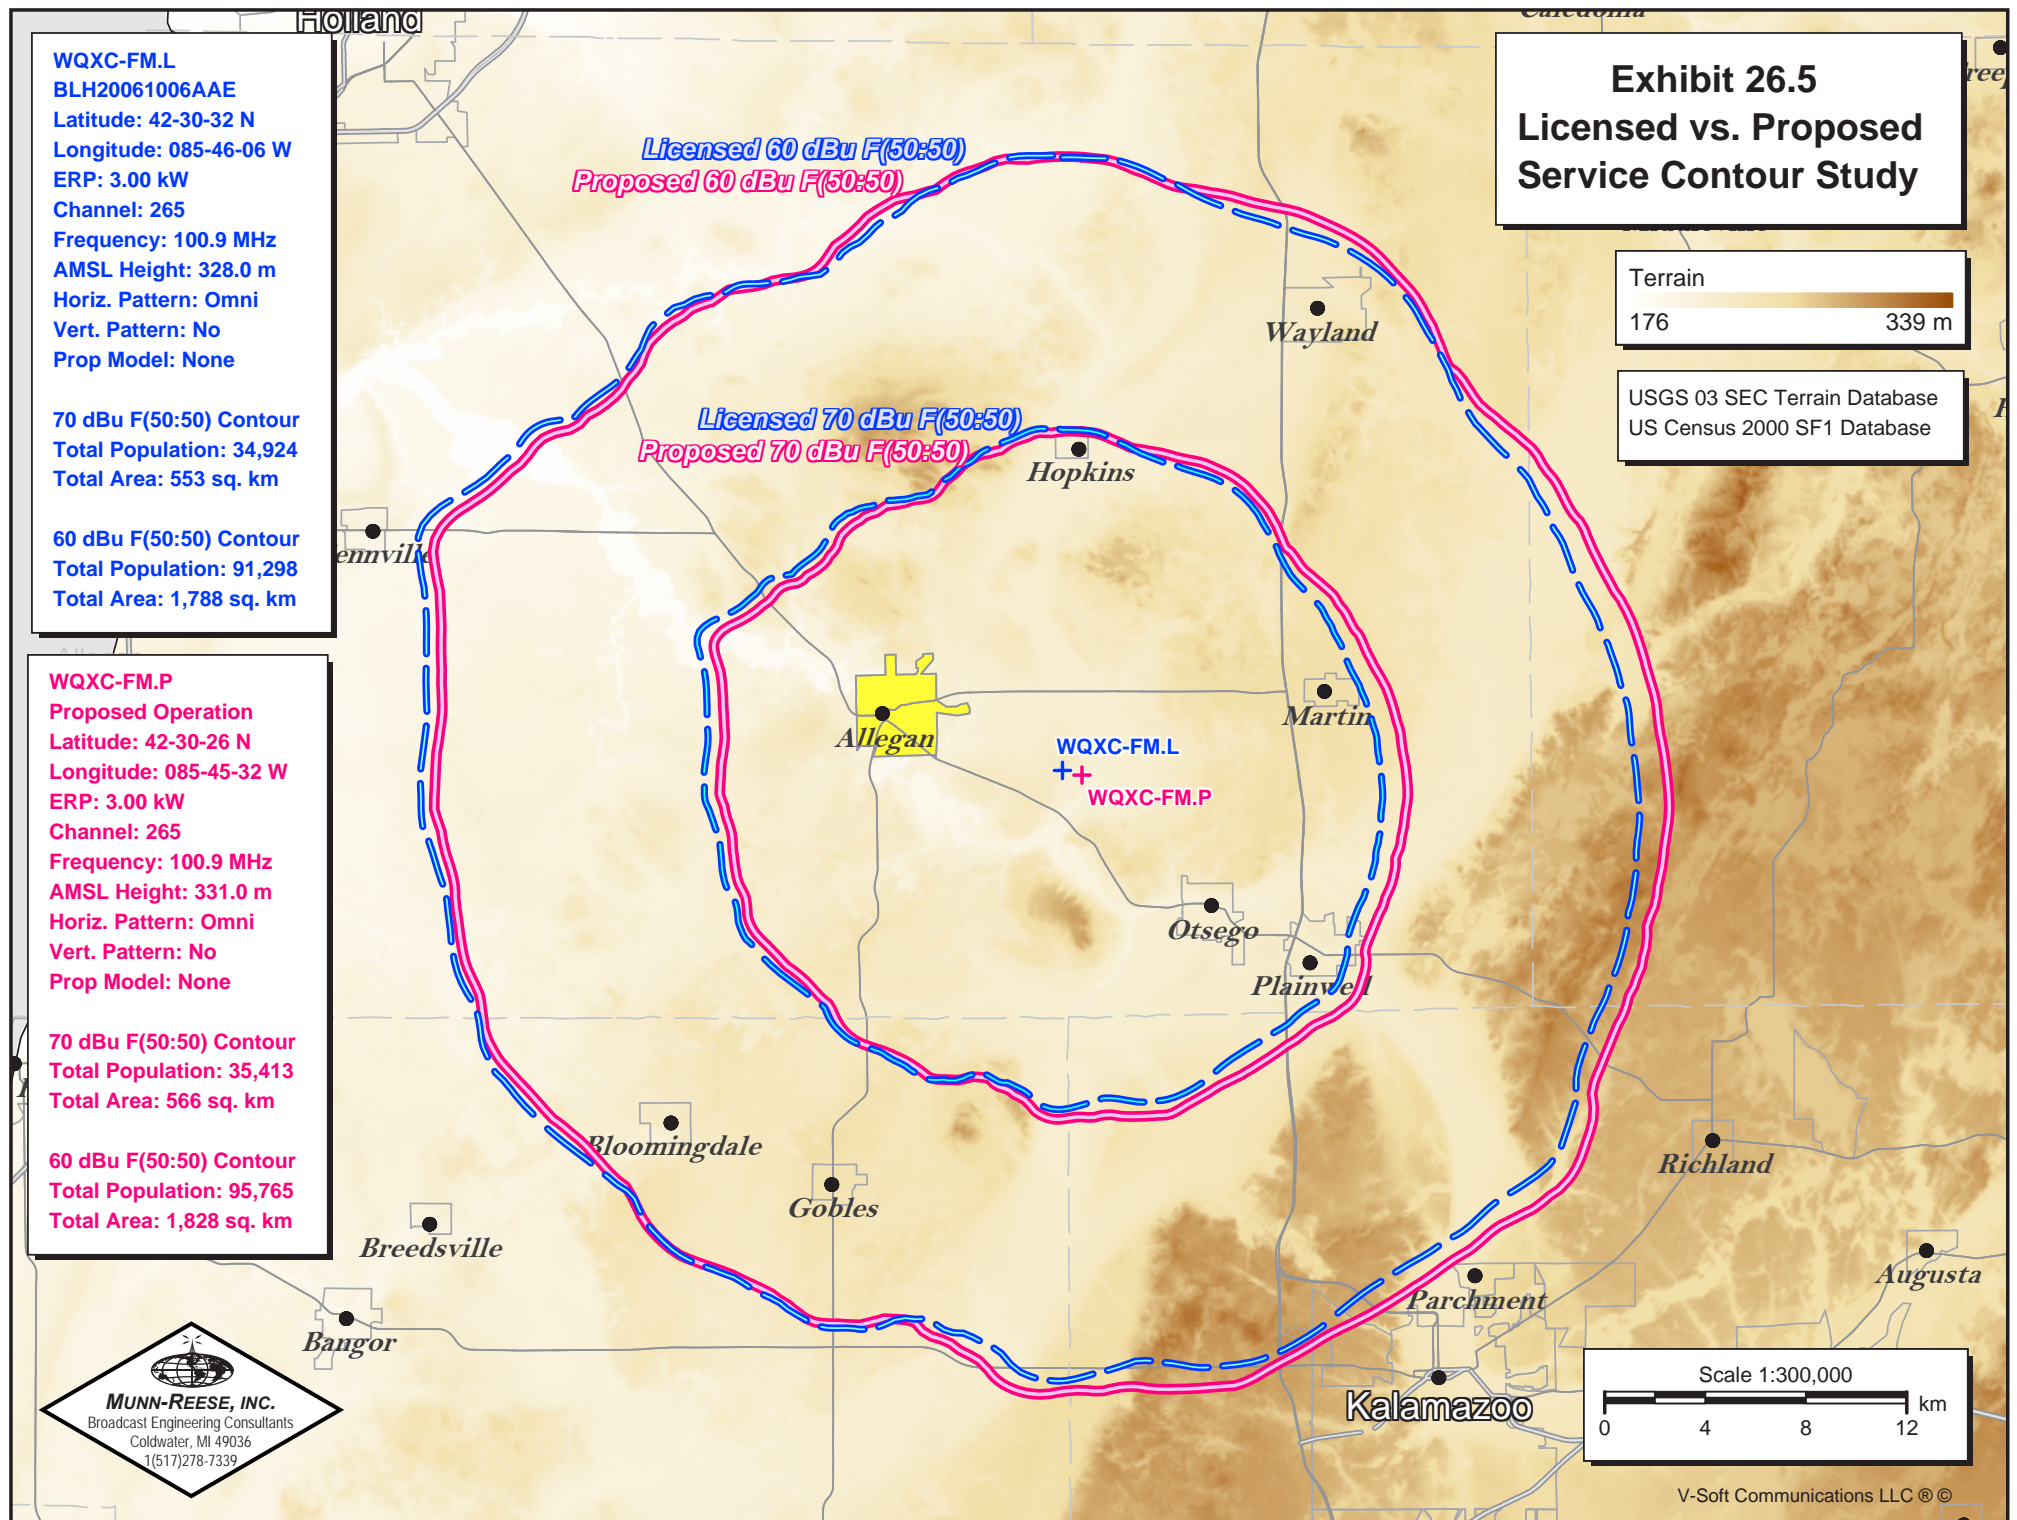 Holland
WQXC-FM.L
BLH20061006AAE
Latitude: 42-30-32 N
Longitude: 085-46-06 W
ERP: 3.00 kW
Channel: 265
Frequency: 100.9 MHz
AMSL Height: 328.0 m
Horiz. Pattern: Omni
Vert. Pattern: No
Prop Model: None
70 dBu F(50:50) Contour
Total Population: 34,924
Total Area: 553 sq. km
60 dBu F(50:50) Contour
Total Population: 91,298
Total Area: 1,788 sq. km
WQXC-FM.P
Proposed Operation
Latitude: 42-30-26 N
Longitude: 085-45-32 W
ERP: 3.00 kW
Channel: 265
Frequency: 100.9 MHz
AMSL Height: 331.0 m
Horiz. Pattern: Omni
Vert. Pattern: No
Prop Model: None
70 dBu F(50:50) Contour
Total Population: 35,413
Total Area: 566 sq. km
60 dBu F(50:50) Contour
Total Population: 95,765
Total Area: 1,828 sq. km
Exhibit 26.5
Licensed vs. Proposed
Service Contour Study
Terrain
176 339 m
USGS 03 SEC Terrain Database
US Census 2000 SF1 Database
Licensed 60 dBu F(50:50)
Proposed 60 dBu F(50:50)
Wayland
Licensed 70 dBu F(50:50)
Proposed 70 dBu F(50:50)
Hopkins
ennville
Martin
Allegan
WQXC-FM.L
WQXC-FM.P
Otsego
Plainwell
Bloomingdale
Richland
Gobles
Breedsville
Augusta
Parchment
Bangor
Kalamazoo
MUNN-REESE, INC.
Broadcast Engineering Consultants
Coldwater, MI 49036
1(517)278-7339
Scale 1:300,000
km
0 4 8 12
V-Soft Communications LLC ® ©